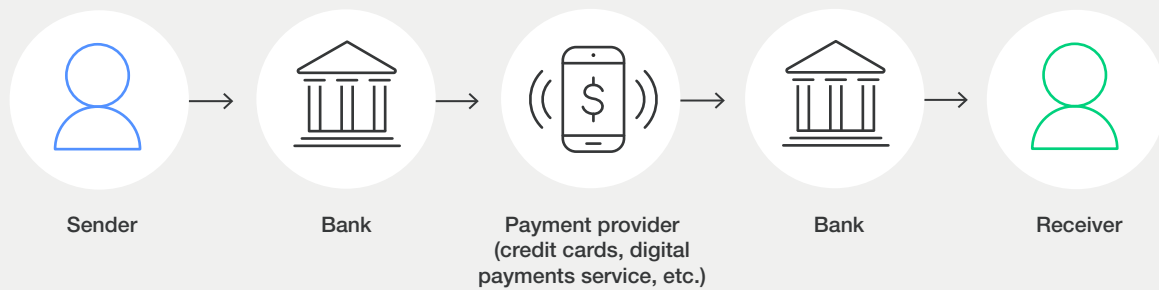 $
Sender
Bank
Payment provider
(credit cards, digital
payments service, etc.)
Bank
Receiver